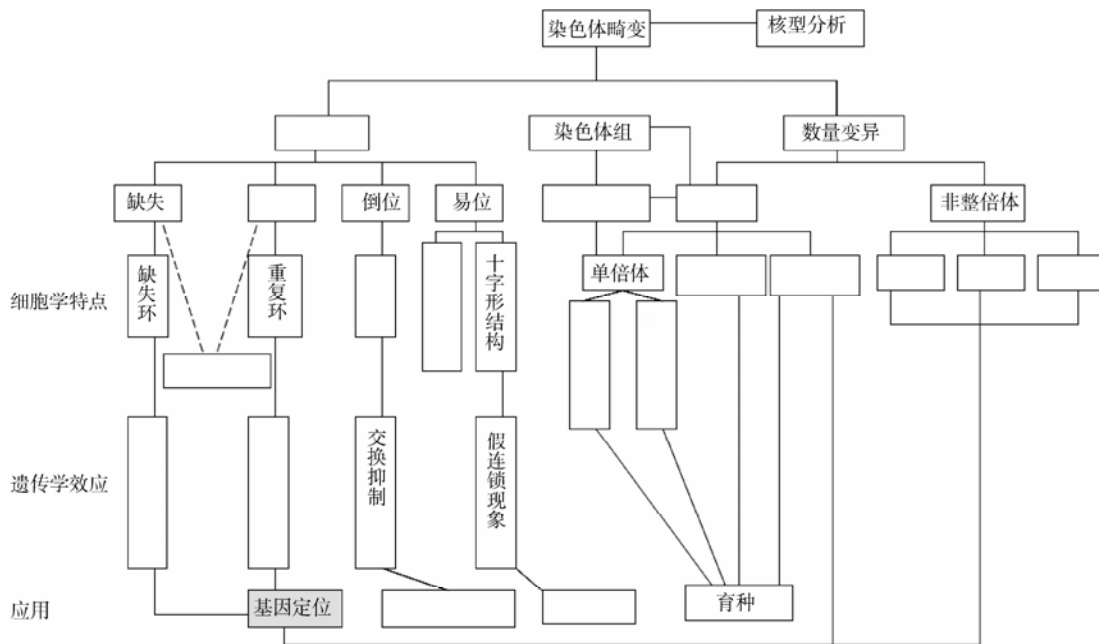 染色体畸变
核型分析
染色体组
数量变异
缺失
倒位
易位
非整倍体
细胞学特点
缺失环
重复环
十字形结构
单倍体
遗传学效应
交换抑制
假连锁现象
应用
基因定位
育种